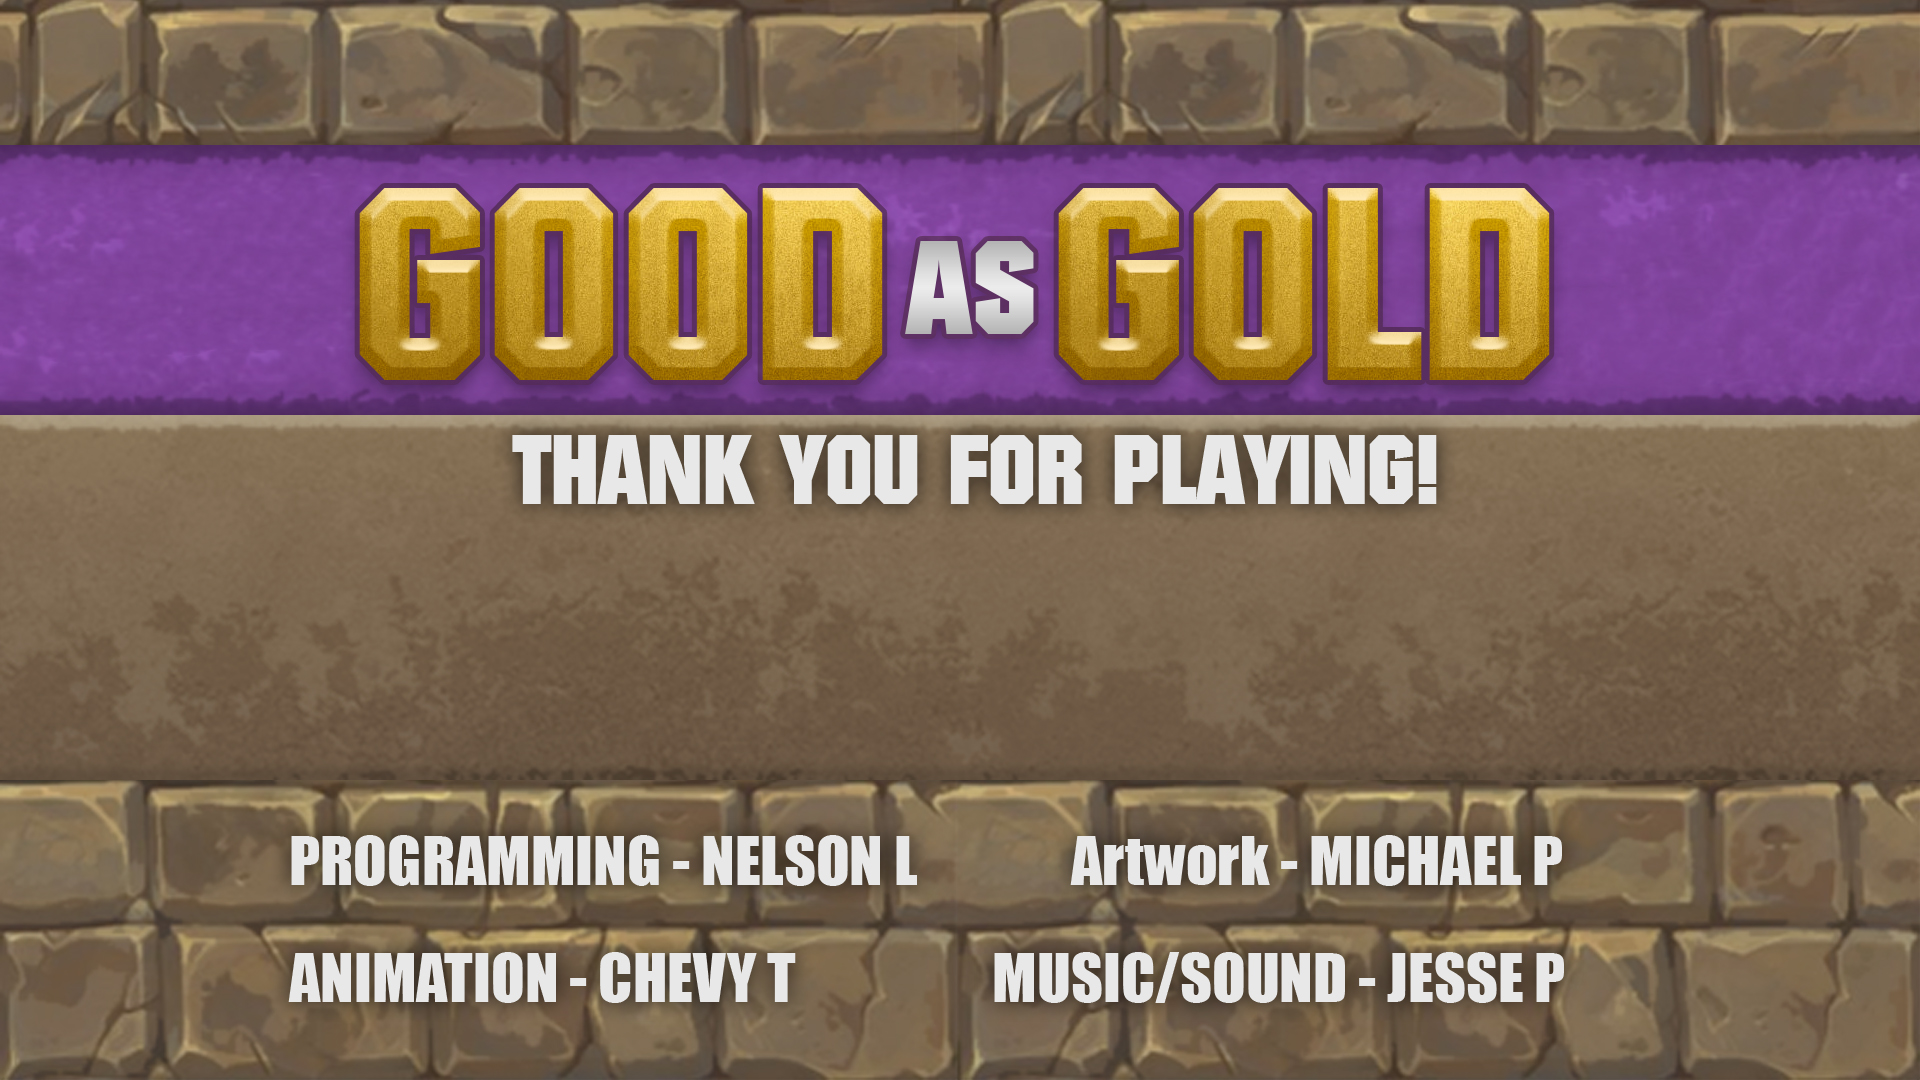 GOOD AS GOLD
THANK YOU FOR PLAYING!
PROGRAMMING - NELSON L
Artwork - MICHAEL P
ANIMATION - CHEVY T
MUSIC/SOUND - JESSE P